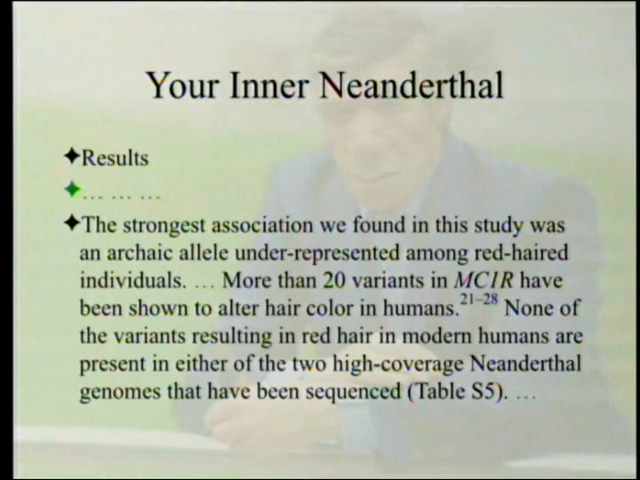 Your Inner Neanderthal
✦Results
✦… … …
✦The strongest association we found in this study was
an archaic allele under-represented among red-haired
individuals. … More than 20 variants in MC1R have
been shown to alter hair color in humans.21–28 None of
the variants resulting in red hair in modern humans are
present in either of the two high-coverage Neanderthal
genomes that have been sequenced (Table S5). …